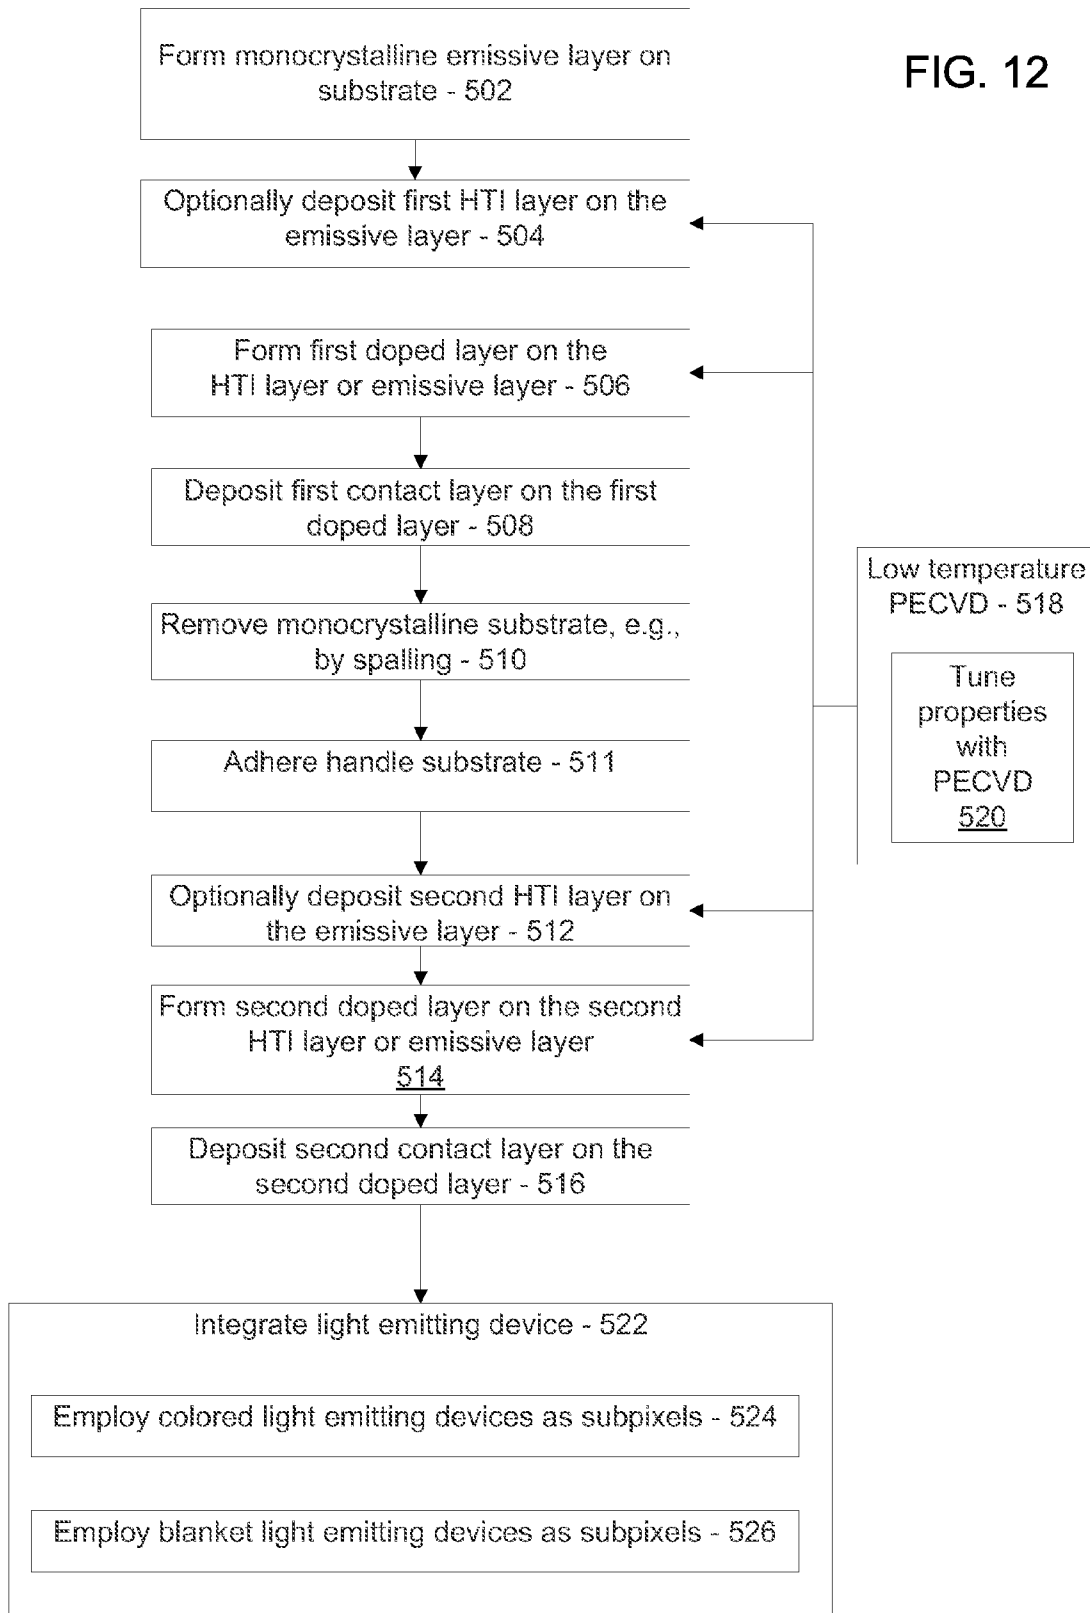 FIG. 12
Form monocrystalline emissive layer on
substrate - 502
Optionally deposit first HTI layer on the
emissive layer - 504
Form first doped layer on the
HTI layer or emissive layer - 506
Deposit first contact layer on the first
doped layer - 508
Remove monocrystalline substrate, e.g.,
by spalling - 510
Adhere handle substrate - 511
Optionally deposit second HTI layer on
the emissive layer - 512
Form second doped layer on the second
HTI layer or emissive layer
514
Deposit second contact layer on the
second doped layer - 516
Low temperature
PECVD - 518
Tune
properties
with
PECVD
520
Integrate light emitting device - 522
Employ colored light emitting devices as subpixels - 524
Employ blanket light emitting devices as subpixels - 526